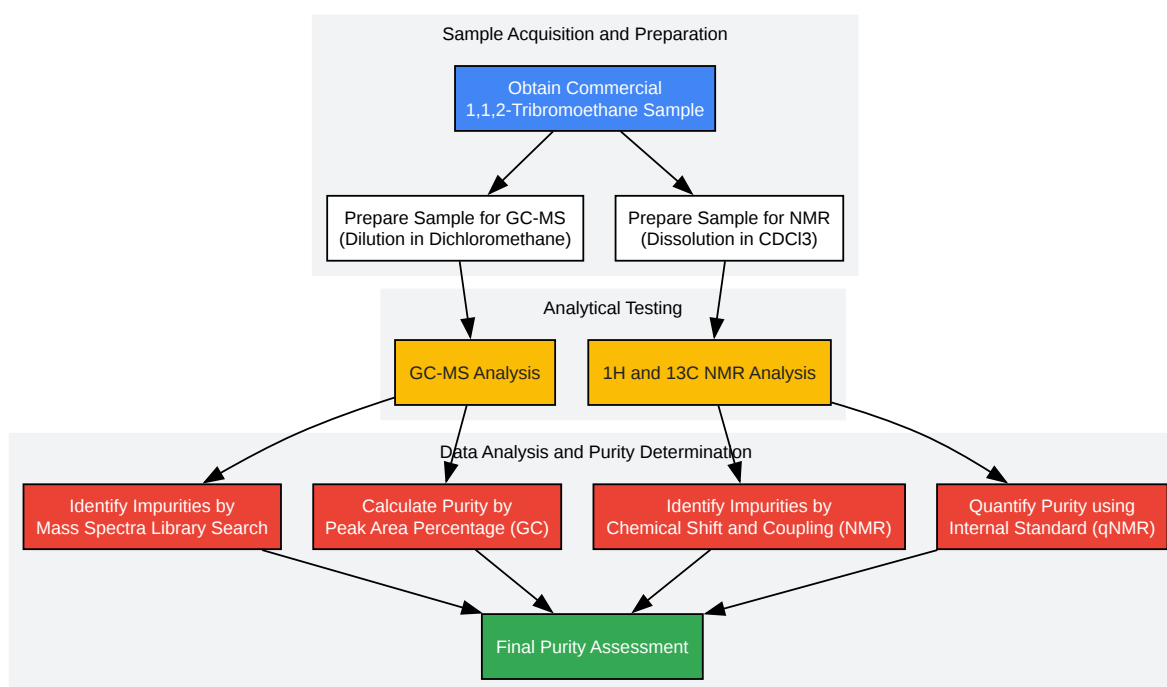 Sample Acquisition and Preparation
Obtain Commercial
1,1,2-Tribromoethane Sample
Prepare Sample for GC-MS
(Dilution in Dichloromethane)
Prepare Sample for NMR
(Dissolution in CDCl3)
Analytical Testing
GC-MS Analysis
1H and 13C NMR Analysis
Data Analysis and Purity Determination
Identify Impurities by
Mass Spectra Library Search
Calculate Purity by
Peak Area Percentage (GC)
Identify Impurities by
Chemical Shift and Coupling (NMR)
Quantify Purity using
Internal Standard (qNMR)
Final Purity Assessment